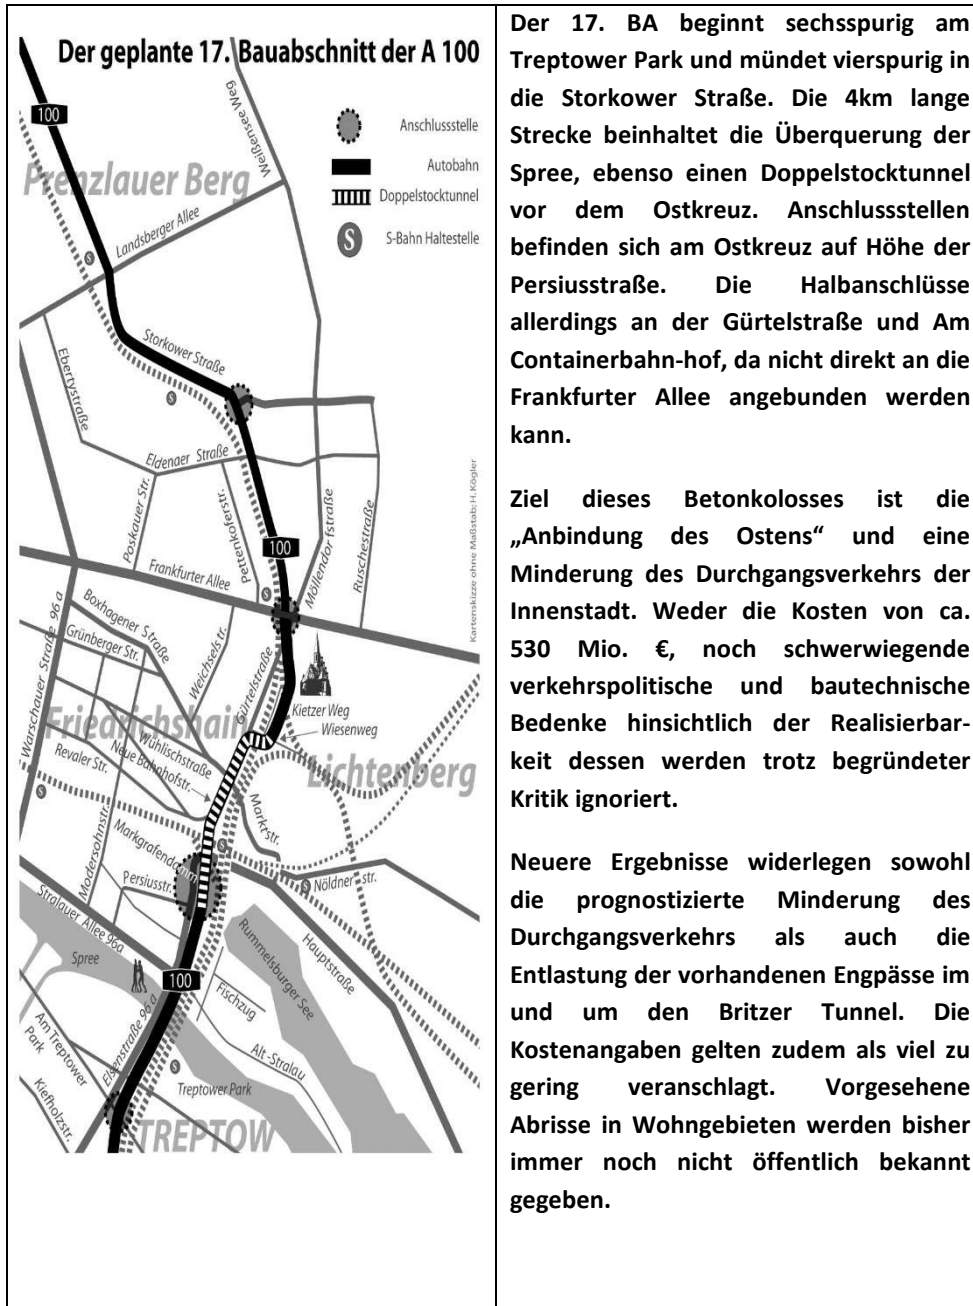 Der geplante 17. Bauabschnitt der A 100
100
Weißensee Weg
Anschlussstelle
Autobahn
Doppelstocktunnel
S
S-Bahn Haltestelle
Prenzlauer Berg
Landsberger Allee
S
Storkower Straße
Ebertystraße
S
Eldenaer Straße
Poskauer Str.
Pettenkoferstr.
100
Möllendorfstraße
Ruschestraße
Kartenskizze ohne Maßstab; H. Kögler
Frankfurter Allee
S
Warschauer Straße 96 a
Boxhagener Straße
Grünberger Str.
Weichselstr.
Gürtelstraße
Kietzer Weg
Wiesenweg
Friedrichshain
Wühlischstraße
Revaler Str.
Neue Bahnhofstr.
Lichtenberg
S
Modersohnstr.
Markgrafendamm
Marktstr.
S
Persiusstr.
S
Nöldnerstr.
Stralauer Allee 96a
Hauptstraße
Rummelsburger See
Spree
100
Fischzug
Elsenstraße 96 a
Alt-Stralau
Am Treptower
Park
S
Treptower Park
Kiefholzstr.
TREPTOW
Der 17. BA beginnt sechsspurig am
Treptower Park und mündet vierspurig in
die Storkower Straße. Die 4km lange
Strecke beinhaltet die Überquerung der
Spree, ebenso einen Doppelstocktunnel
vor dem Ostkreuz. Anschlussstellen
befinden sich am Ostkreuz auf Höhe der
Persiusstraße. Die Halbanschlüsse
allerdings an der Gürtelstraße und Am
Containerbahn-hof, da nicht direkt an die
Frankfurter Allee angebunden werden
kann.
Ziel dieses Betonkolosses ist die
„Anbindung des Ostens“ und eine
Minderung des Durchgangsverkehrs der
Innenstadt. Weder die Kosten von ca.
530 Mio. €, noch schwerwiegende
verkehrspolitische und bautechnische
Bedenke hinsichtlich der Realisierbar-
keit dessen werden trotz begründeter
Kritik ignoriert.
Neuere Ergebnisse widerlegen sowohl
die prognostizierte Minderung des
Durchgangsverkehrs als auch die
Entlastung der vorhandenen Engpässe im
und um den Britzer Tunnel. Die
Kostenangaben gelten zudem als viel zu
gering veranschlagt. Vorgesehene
Abrisse in Wohngebieten werden bisher
immer noch nicht öffentlich bekannt
gegeben.